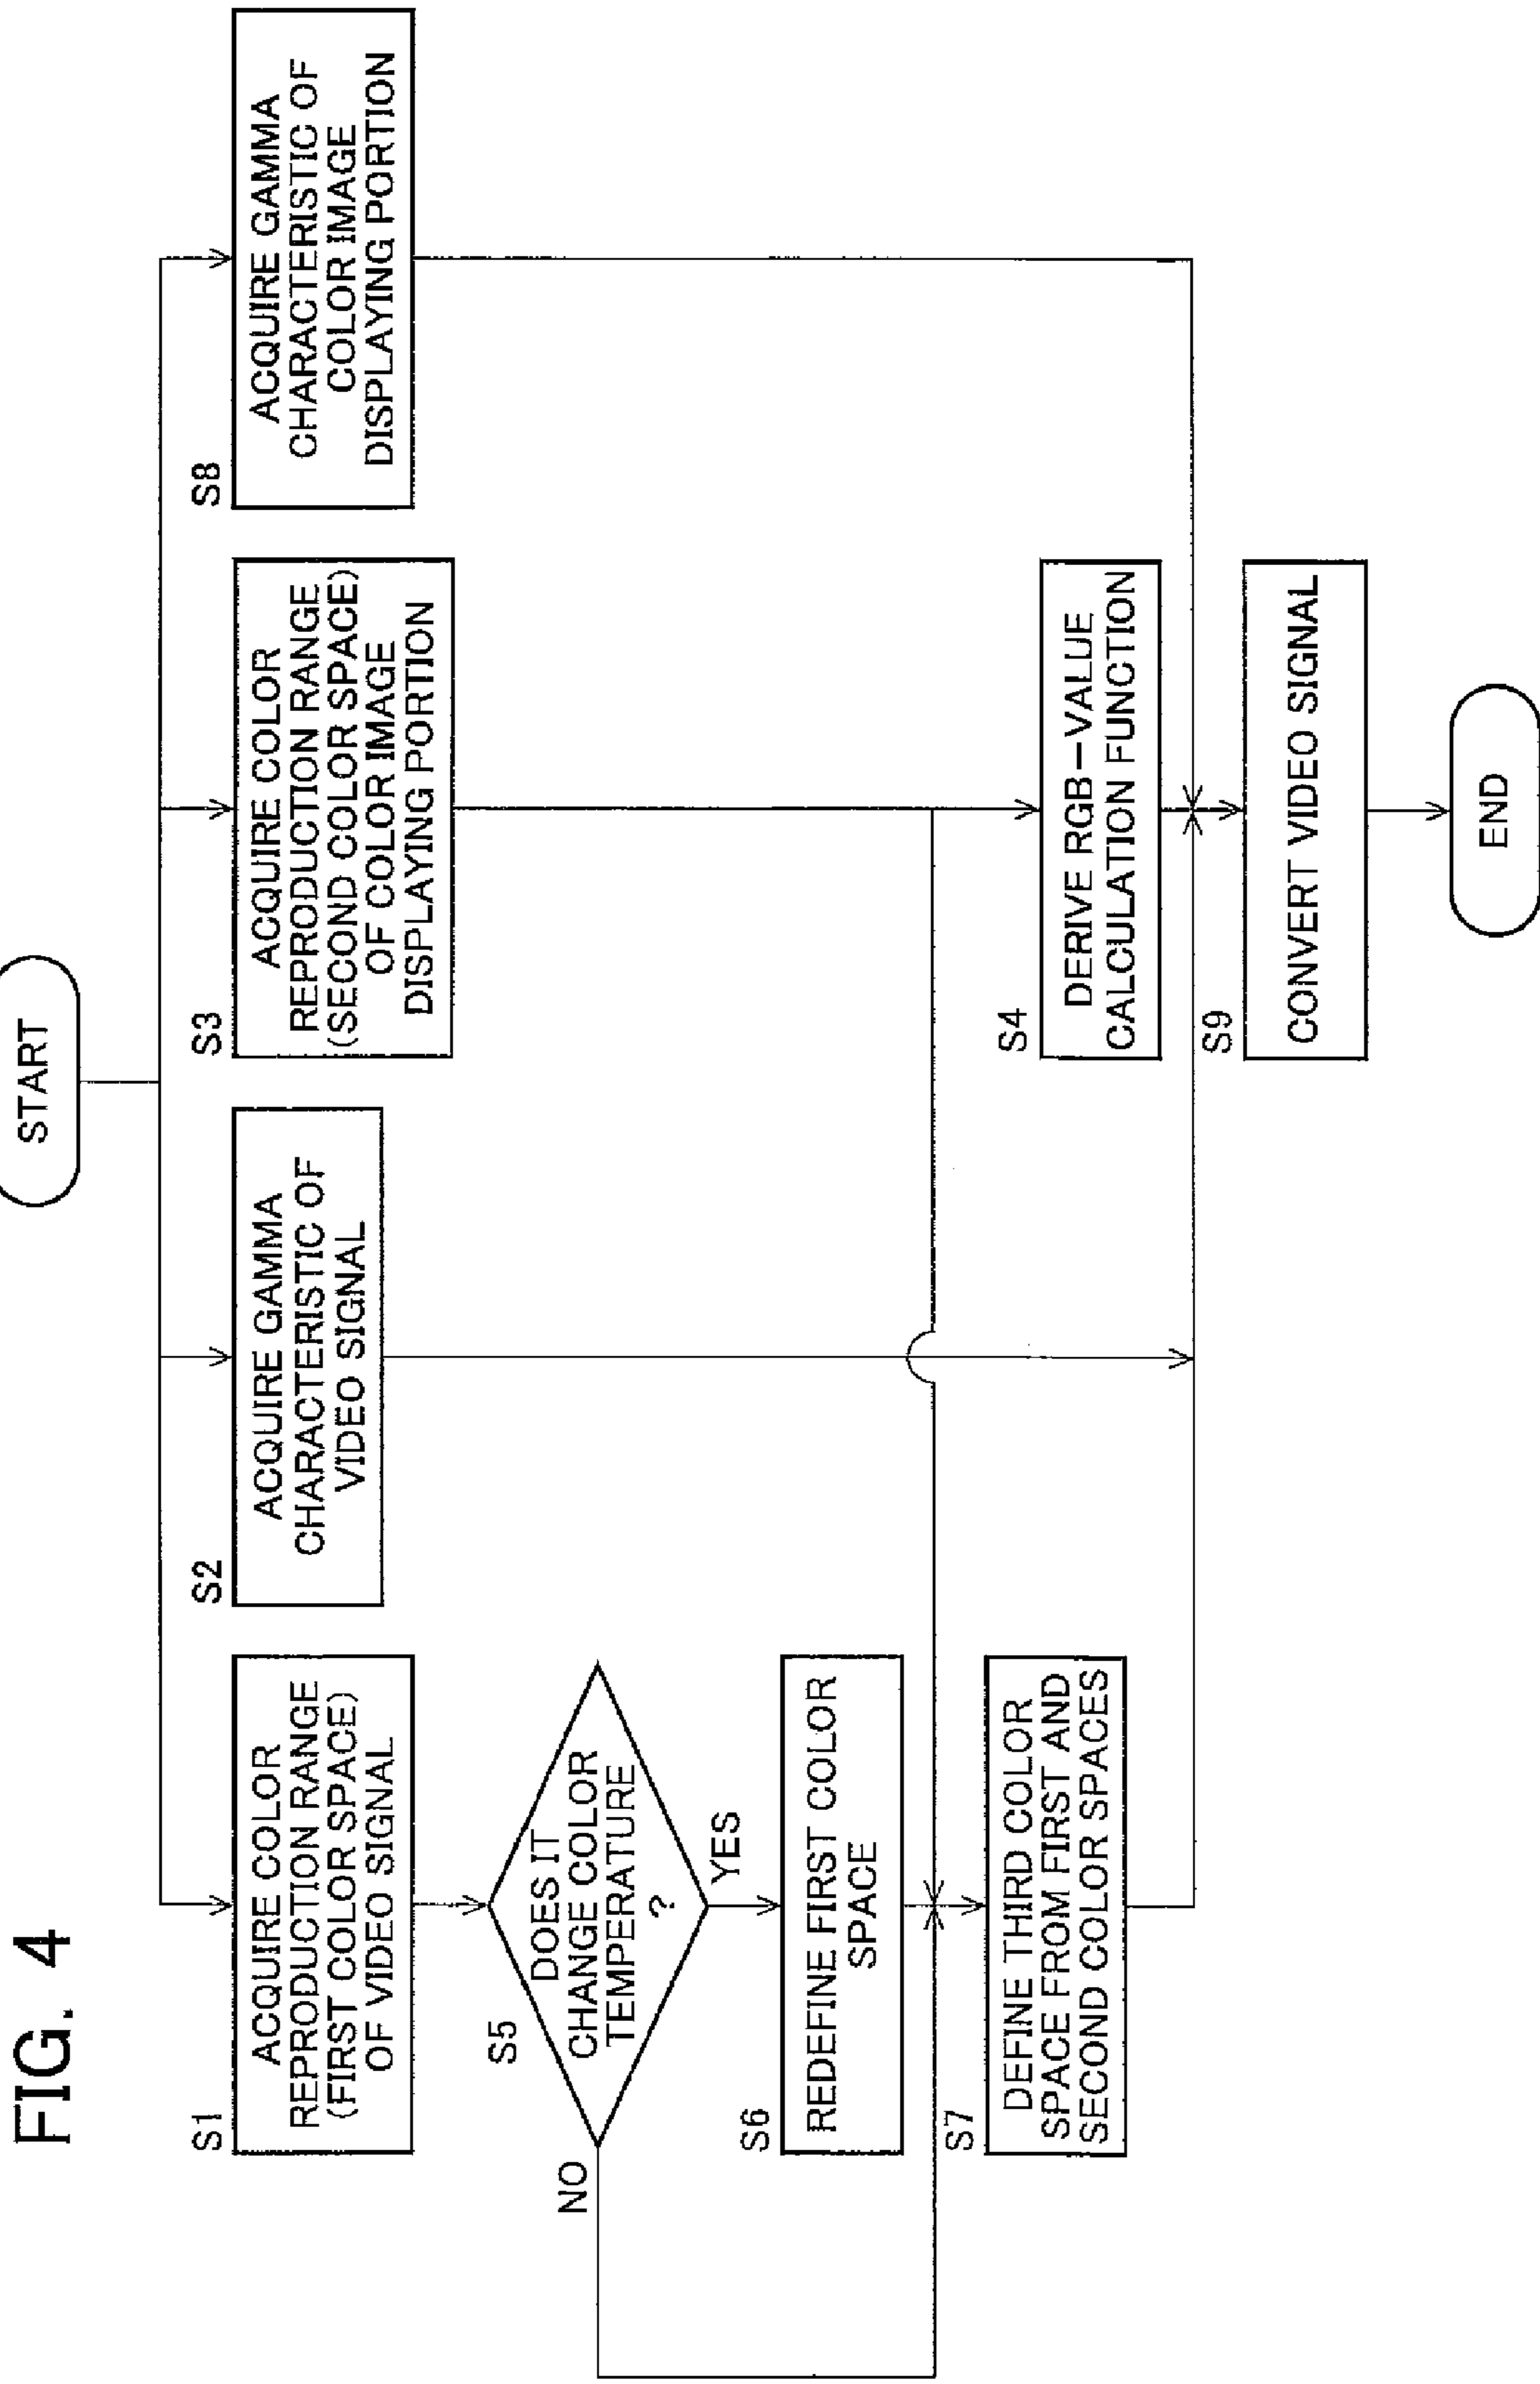 FIG. 4
START
S1
ACQUIRE COLOR
REPRODUCTION RANGE
(FIRST COLOR SPACE)
OF VIDEO SIGNAL
S2
ACQUIRE GAMMA
CHARACTERISTIC OF
VIDEO SIGNAL
S3
ACQUIRE COLOR
REPRODUCTION RANGE
(SECOND COLOR SPACE)
OF COLOR IMAGE
DISPLAYING PORTION
S8
ACQUIRE GAMMA
CHARACTERISTIC OF
COLOR IMAGE
DISPLAYING PORTION
S5
DOES IT
CHANGE COLOR
TEMPERATURE
?
NO
YES
S6
REDEFINE FIRST COLOR
SPACE
S7
DEFINE THIRD COLOR
SPACE FROM FIRST AND
SECOND COLOR SPACES
S4
DERIVE RGB-VALUE
CALCULATION FUNCTION
S9
CONVERT VIDEO SIGNAL
END